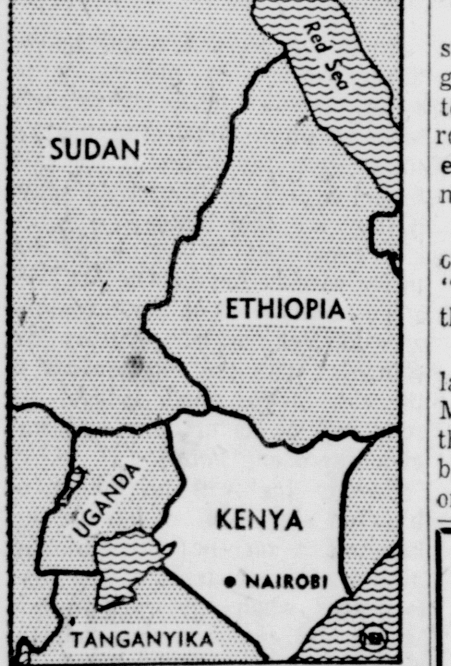 Red Sea
SUDAN
ETHIOPIA
UGANDA
KENYA
NAIROBI
TANGANYIKA